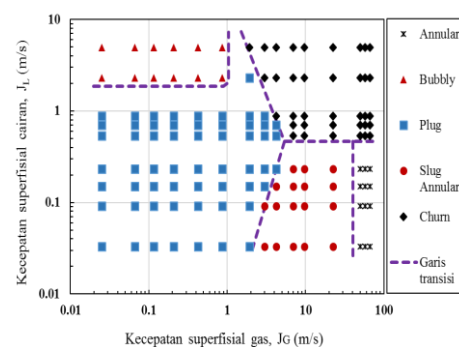 Kecepatan superfisial cairan, JL (m/s)
10
1
0.1
0.01
0.01
0.1
1
10
100
Kecepatan superfisial gas, JG (m/s)
Annular
Bubbly
Plug
Slug
Annular
Churn
Garis
transisi